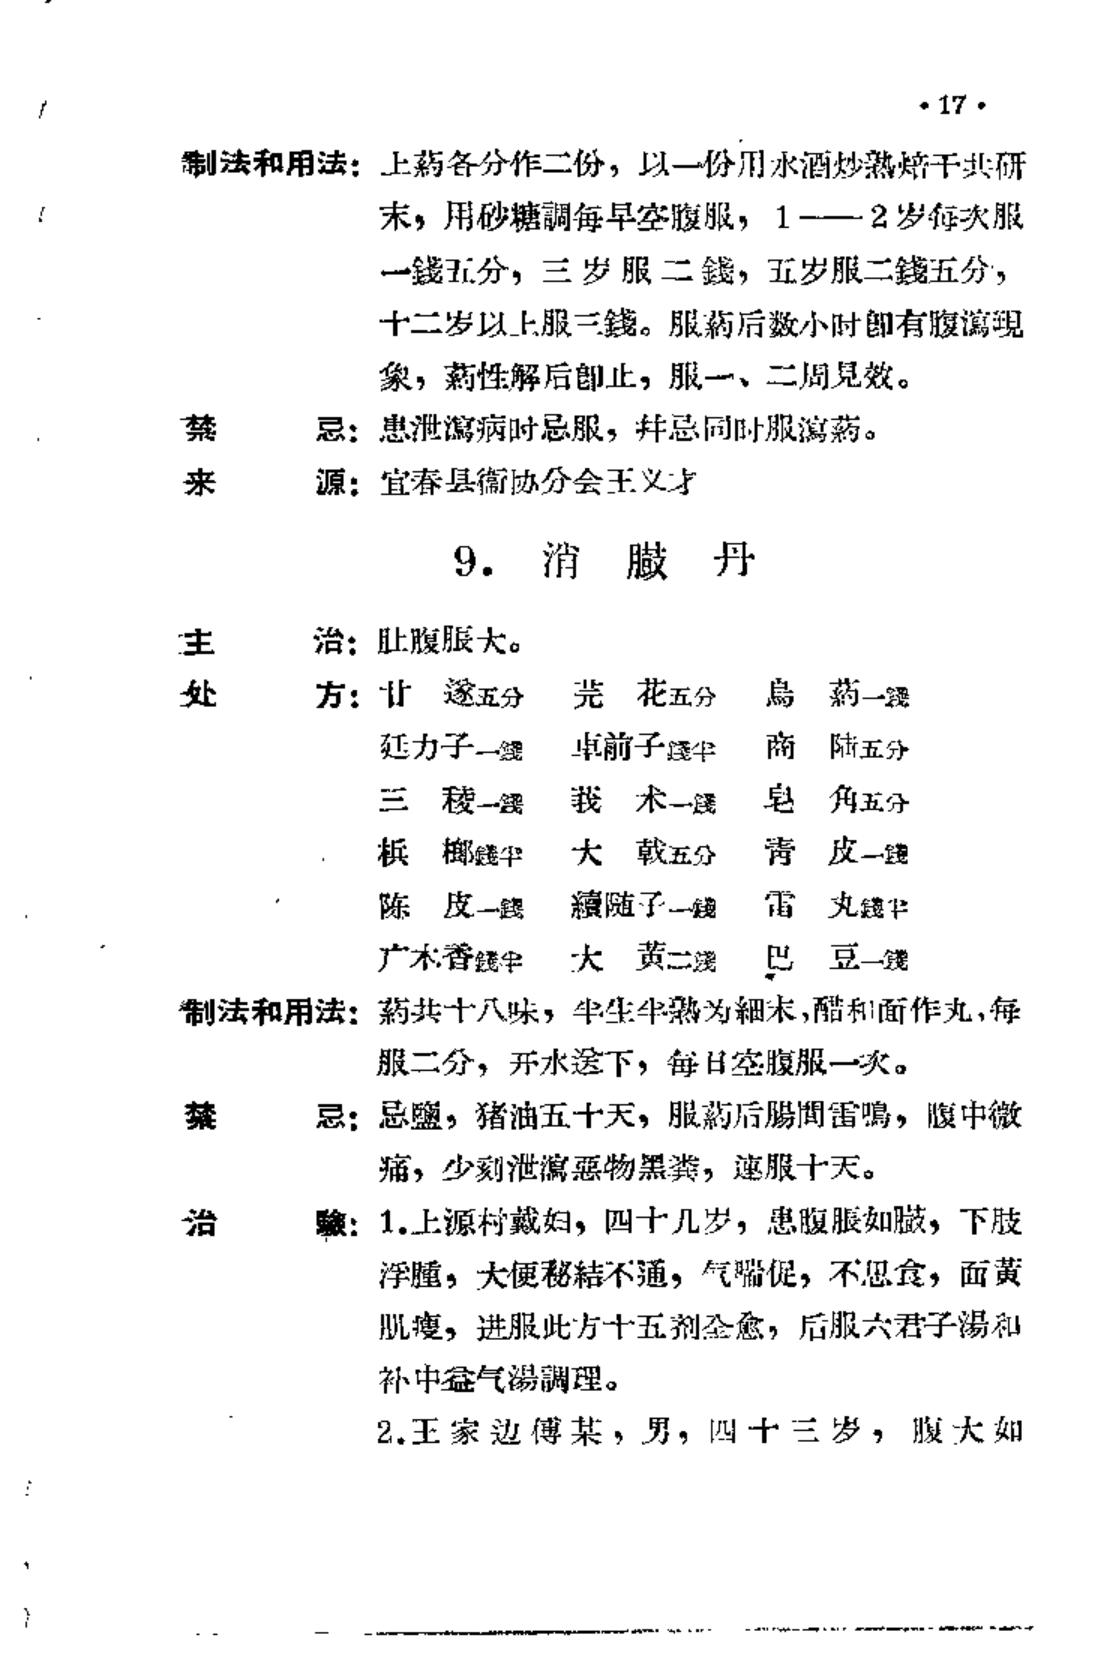 •17•
制法和用法：上葯各分作二份，以一份用水酒炒熟焙干共研
末，用砂糖調每早空腹服，1——2岁每次服
一錢五分，三岁服二錢，五岁服二錢五分，
十二岁以上服三錢。服葯后数小时卽有腹瀉現
象，葯性解后卽止，服一、二周見效。
禁忌：患泄瀉病时忌服，幷忌同时服瀉葯。
来源：宜春县衞协分会王义才
9. 消臌丹
主治：肚腹脹大。
处方：甘遂五分 芫花五分 烏葯一錢
廷力子一錢 車前子錢半 商陆五分
三稜一錢 莪术一錢 皂角五分
梹榔錢半 大戟五分 青皮一錢
陈皮一錢 續随子一錢 雷丸錢半
广木香錢半 大黄二錢 巴豆一錢
制法和用法：葯共十八味，半生半熟为細末，醋和面作丸，每
服二分，开水送下，每日空腹服一次。
禁忌：忌鹽，猪油五十天，服葯后腸間雷鳴，腹中微
痛，少刻泄瀉惡物黑粪，連服十天。
治驗：1.上源村戴妇，四十几岁，患腹脹如臌，下肢
浮腫，大便秘結不通，气喘促，不思食，面黃
肌瘦，进服此方十五剂全愈，后服六君子湯和
补中益气湯調理。
2.王家边傅某，男，四十三岁，腹大如